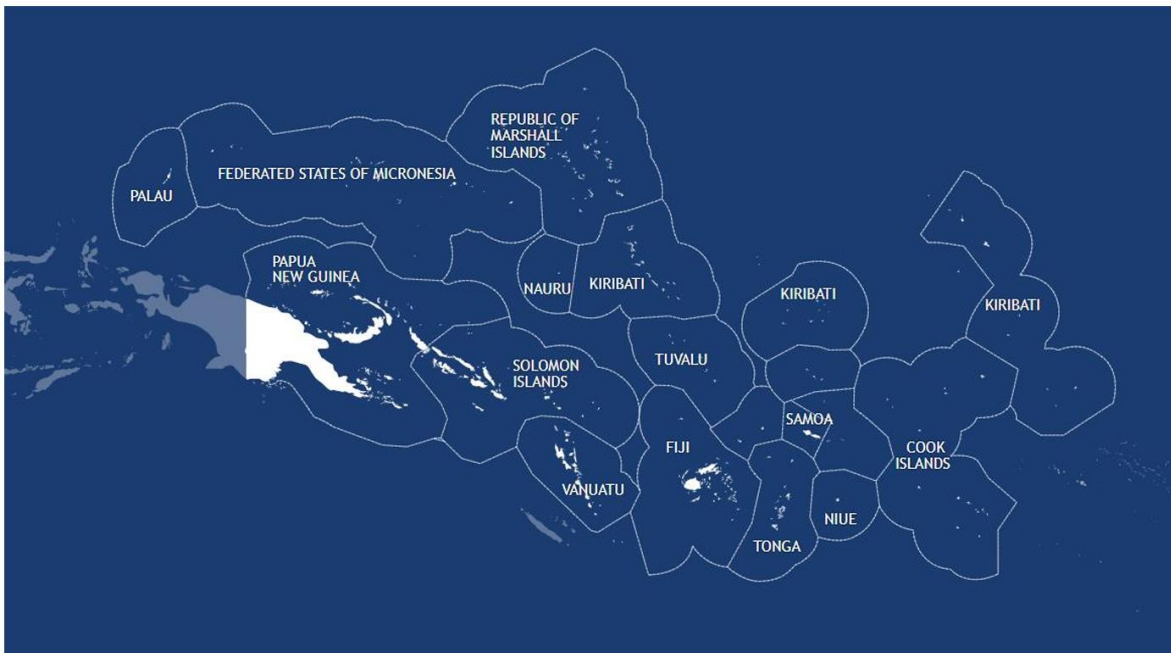 REPUBLIC OF
MARSHALL
ISLANDS
FEDERATED STATES OF MICRONESIA
PALAU
PAPUA
NEW GUINEA
NAURU
KIRIBATI
KIRIBATI
KIRIBATI
TUVALU
SOLOMON
ISLANDS
SAMOA
FIJI
COOK
ISLANDS
VANUATU
NIUE
TONGA